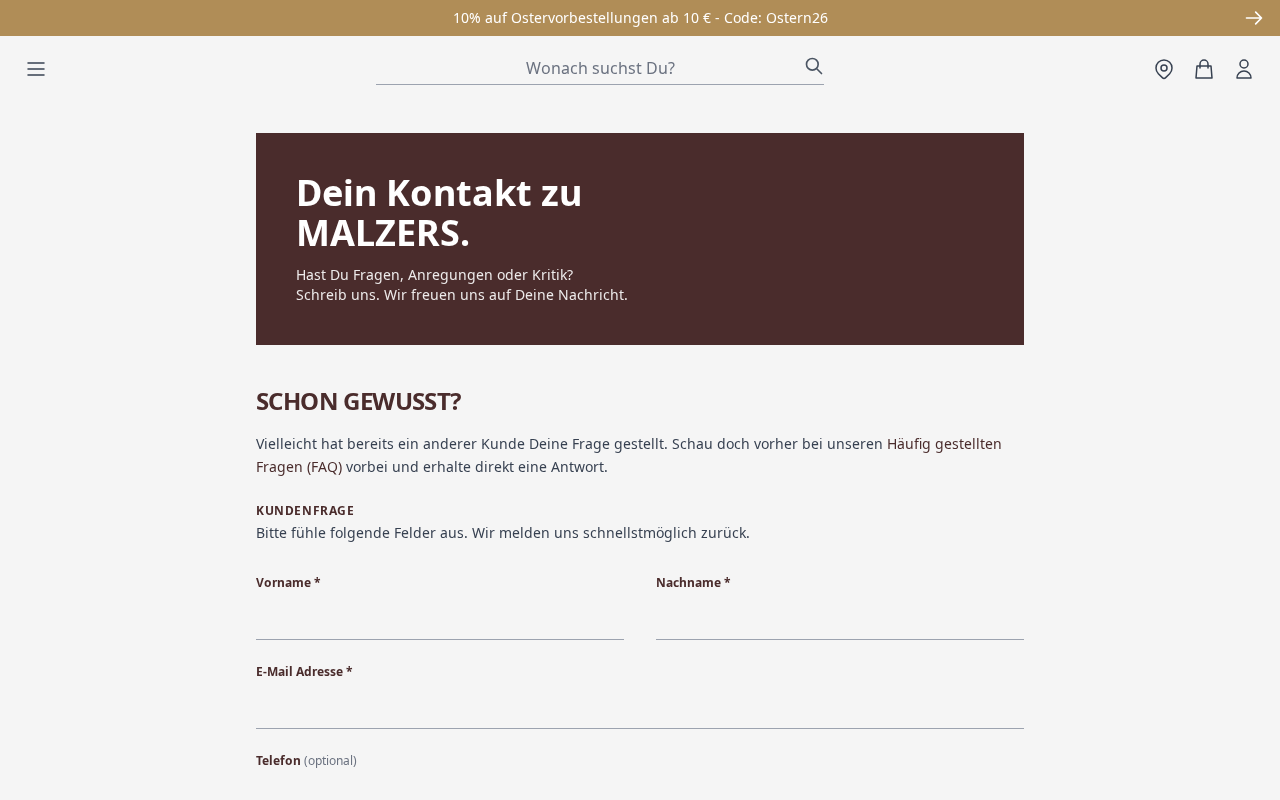 10% auf Ostervorbestellungen ab 10 € - Code: Ostern26
Wonach suchst Du?
Dein Kontakt zu
MALZERS.
Hast Du Fragen, Anregungen oder Kritik?
Schreib uns. Wir freuen uns auf Deine Nachricht.
SCHON GEWUSST?
Vielleicht hat bereits ein anderer Kunde Deine Frage gestellt. Schau doch vorher bei unseren Häufig gestellten
Fragen (FAQ) vorbei und erhalte direkt eine Antwort.
KUNDENFRAGE
Bitte fühle folgende Felder aus. Wir melden uns schnellstmöglich zurück.
Vorname *
Nachname *
E-Mail Adresse *
Telefon (optional)